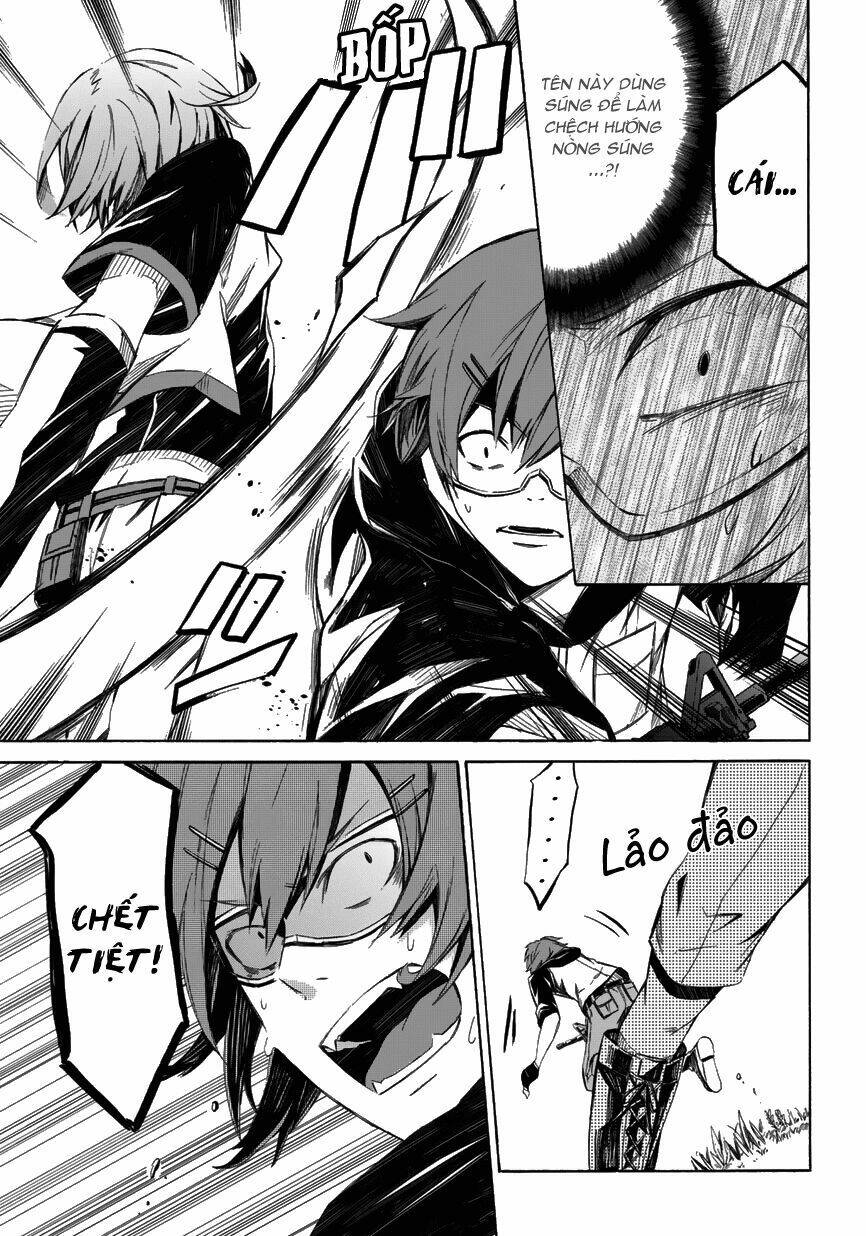 CÁI...
TÊN NÀY DÙNG
SÚNG ĐỂ LÀM
CHỆCH HƯỚNG
NÒNG SÚNG
...?!
BỐP
....
Lảo đảo
CHẾT
TIỆT!